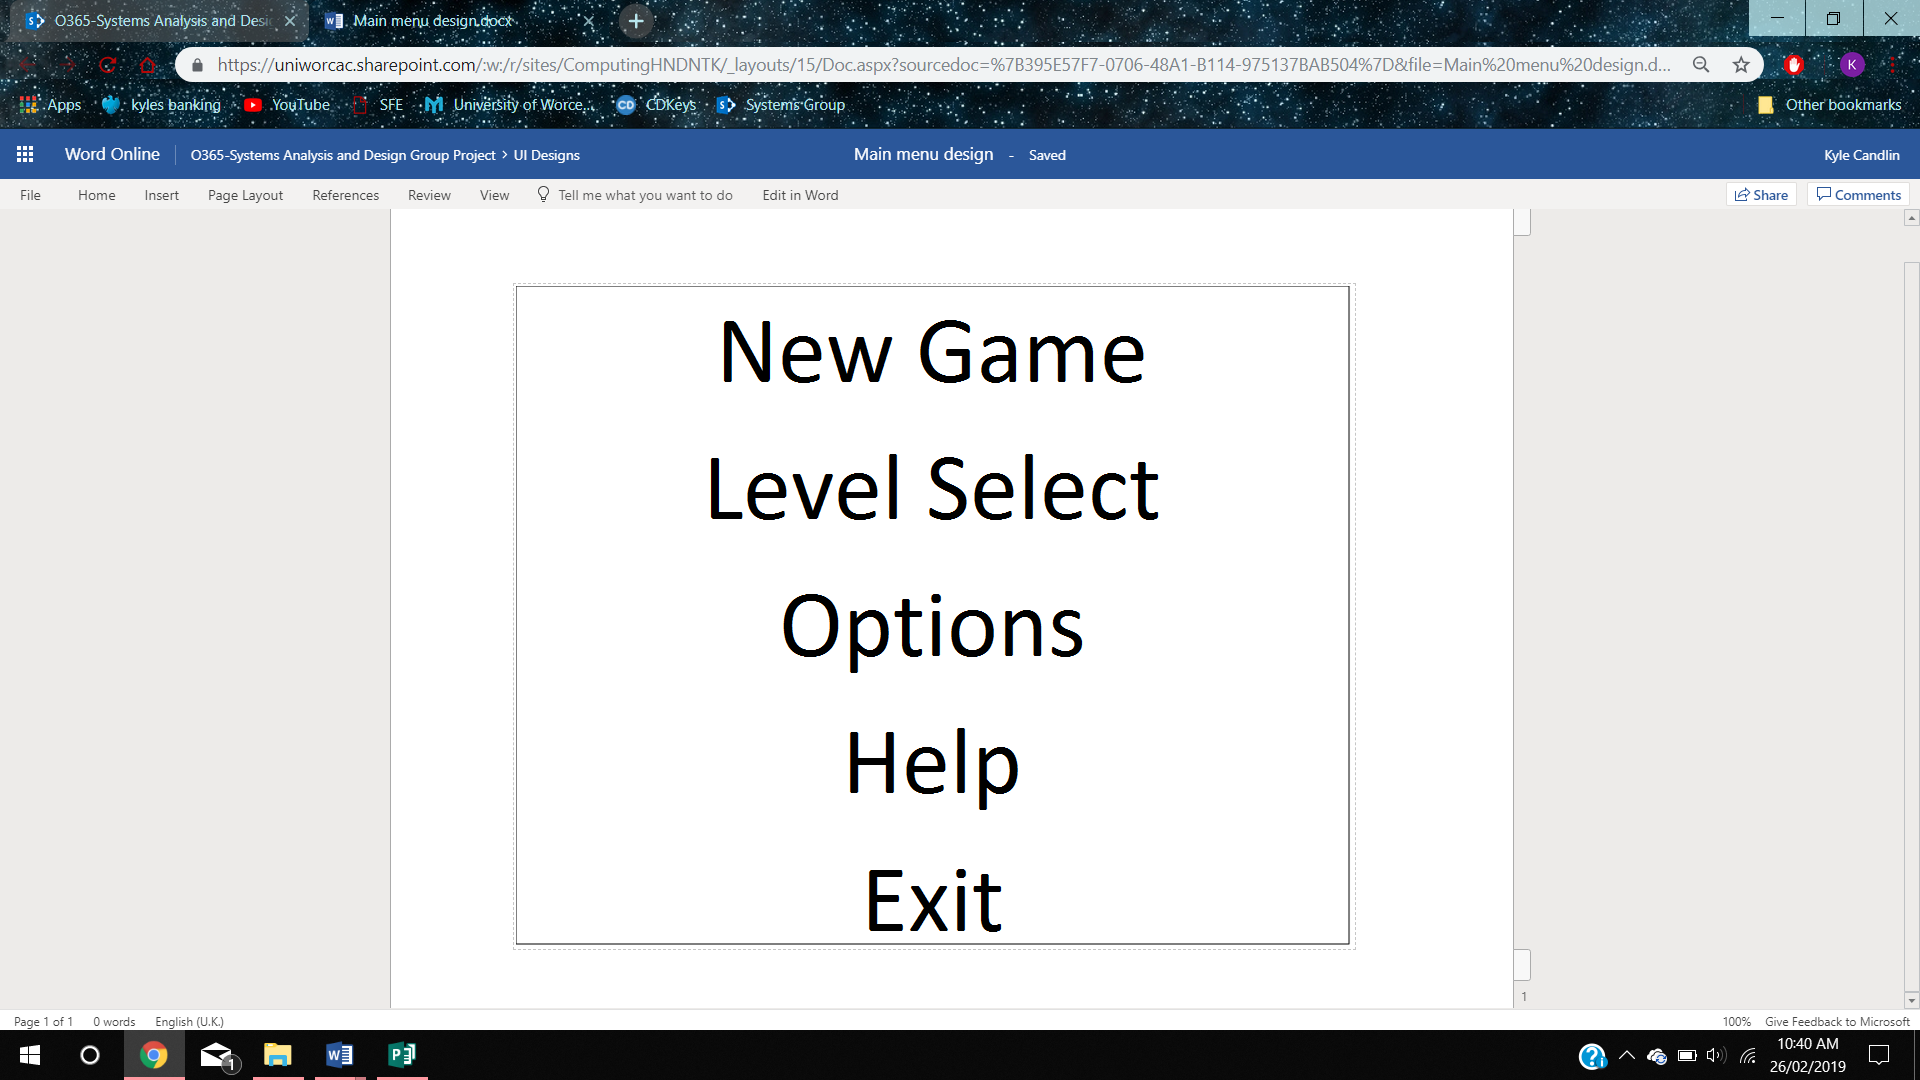 O365-Systems Analysis and Desi
Main menu design.docx
https://uniworcac.sharepoint.com/:w:/r/sites/ComputingHNDNTK/_layouts/15/Doc.aspx?sourcedoc=%7B395E57F7-0706-48A1-B114-975137BAB504%7D&file=Main%20menu%20design.d...
K
Apps kyles banking YouTube SFE University of Worce... CDKeys Systems Group Other bookmarks
Word Online O365-Systems Analysis and Design Group Project > UI Designs Main menu design - Saved Kyle Candlin
File Home Insert Page Layout References Review View Tell me what you want to do Edit in Word Share Comments
New Game
Level Select
Options
Help
Exit
1
Page 1 of 1 0 words English (U.K.) 100% Give Feedback to Microsoft
1
10:40 AM
26/02/2019